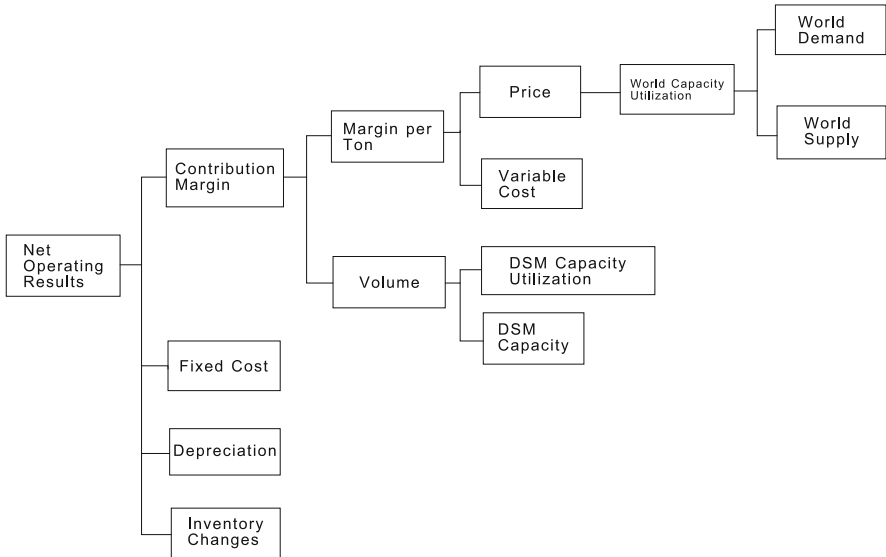 World
Demand
Price
World Capacity
Utilization
Margin per
Ton
World
Supply
Contribution
Margin
Variable
Cost
Net
Operating
Results
Volume
DSM Capacity
Utilization
DSM
Capacity
Fixed Cost
Depreciation
Inventory
Changes